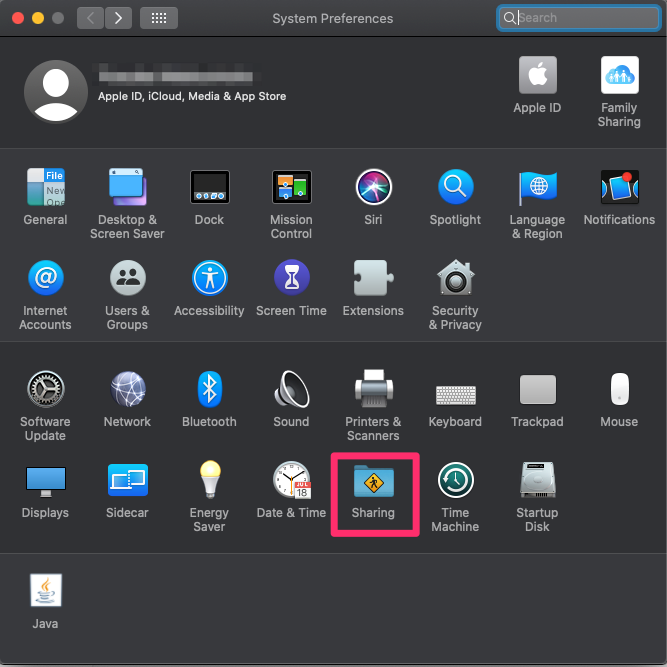 System Preferences
Search
Apple ID, iCloud, Media & App Store
Apple ID
Family
Sharing
File
New
Ope
General
Desktop &
Screen Saver
Dock
Mission
Control
Siri
Spotlight
Language
& Region
Notifications
@
Internet
Accounts
Users &
Groups
Accessibility
Screen Time
Extensions
Security
& Privacy
Software
Update
Network
Bluetooth
Sound
Printers &
Scanners
Keyboard
Trackpad
Mouse
Displays
Sidecar
Energy
Saver
JUL
18
Date & Time
Sharing
Time
Machine
Startup
Disk
Java